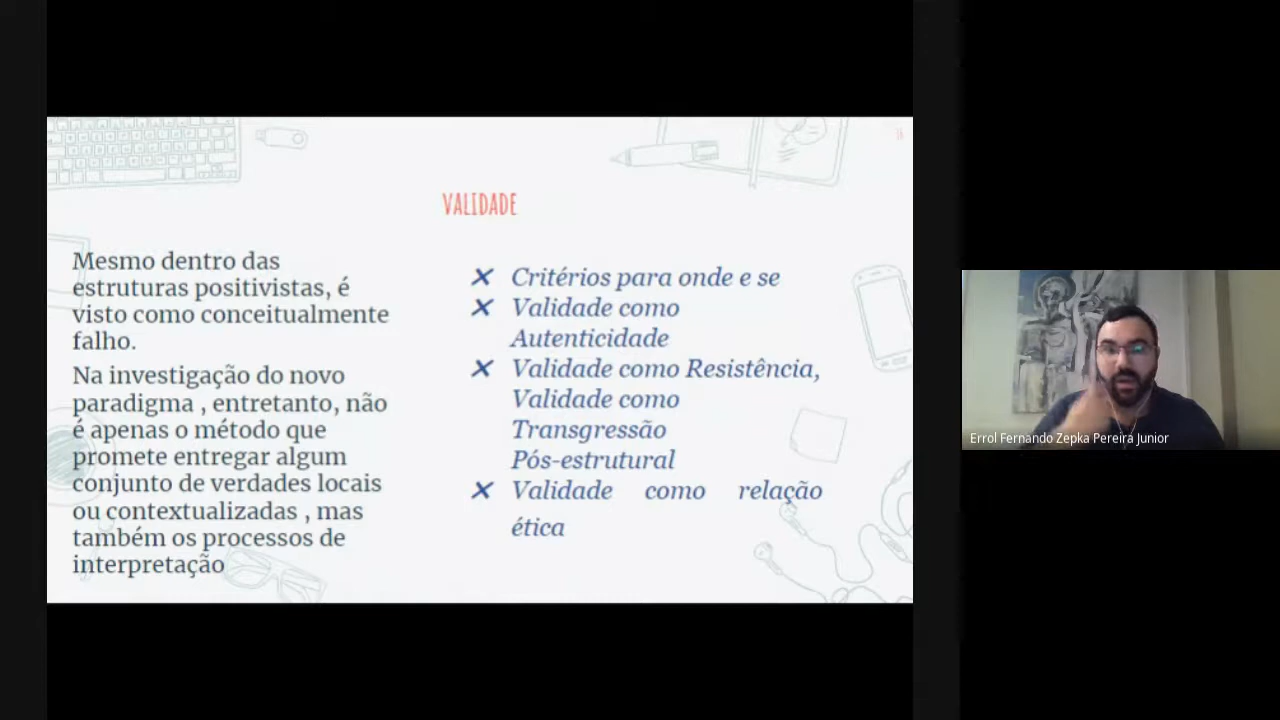 16
VALIDADE
Mesmo dentro das
estruturas positivistas, é
visto como conceitualmente
falho.
Na investigação do novo
paradigma , entretanto, não
é apenas o método que
promete entregar algum
conjunto de verdades locais
ou contextualizadas , mas
também os processos de
interpretação
✕ Critérios para onde e se
✕ Validade como
Autenticidade
✕ Validade como Resistência,
Validade como
Transgressão
Pós-estrutural
✕ Validade como relação
ética
Errol Fernando Zepka Pereira Junior